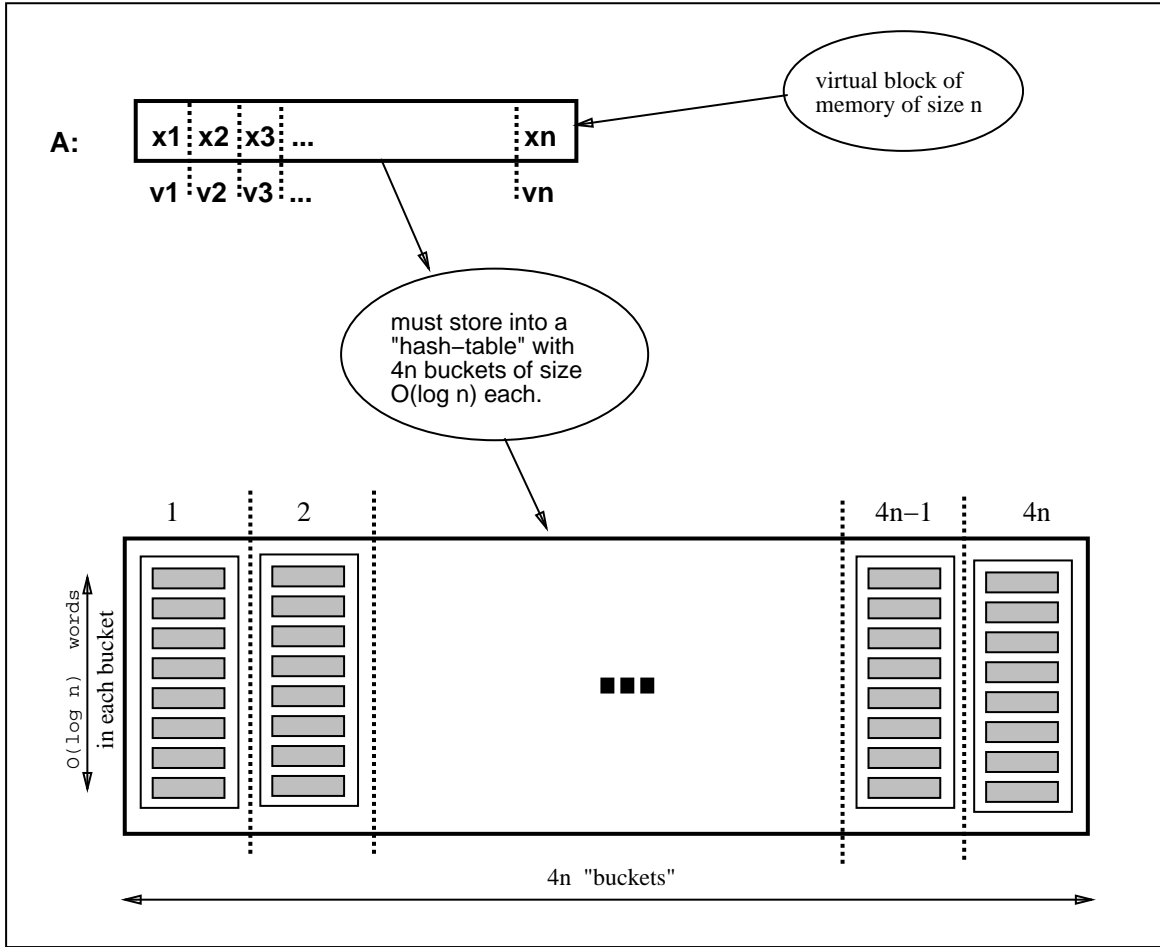 virtual block of
memory of size n
A:
x1 x2 x3 ... xn
v1 v2 v3 ... vn
must store into a
"hash−table" with
4n buckets of size
O(log n) each.
1 2 4n−1 4n
O(log n) words
in each bucket
4n "buckets"